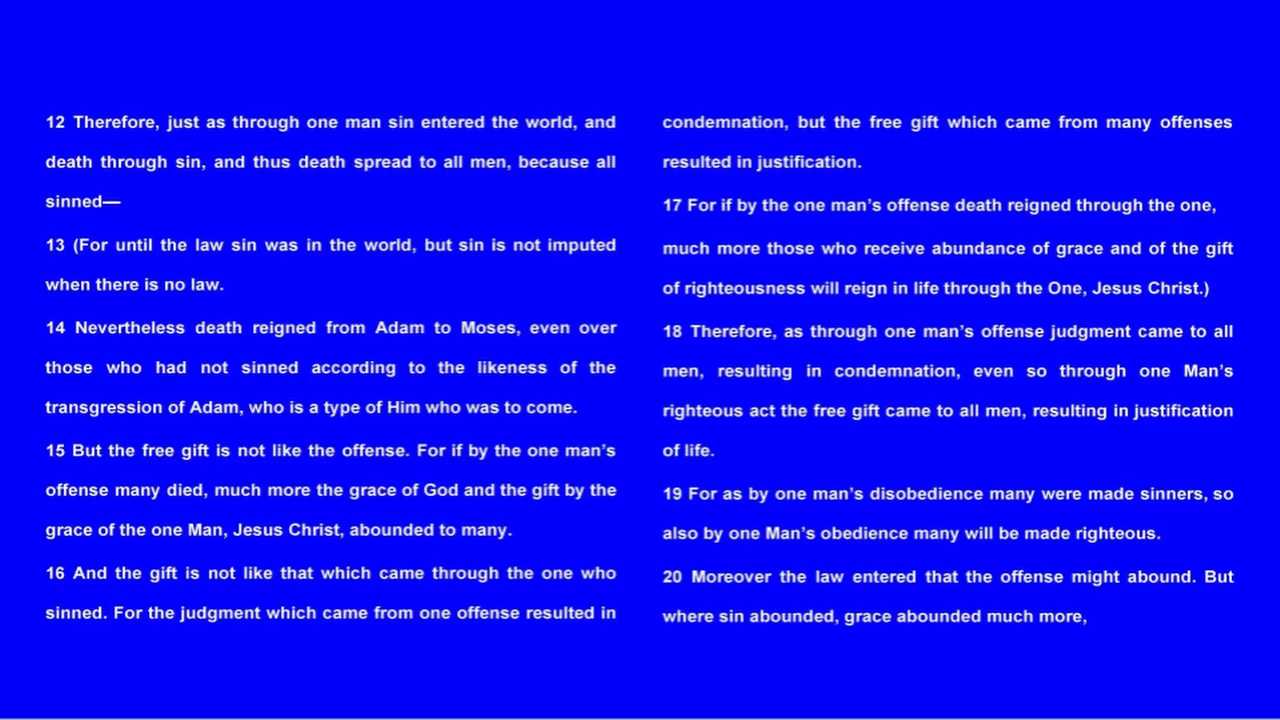 12 Therefore, just as through one man sin entered the world, and
death through sin, and thus death spread to all men, because all
sinned—
13 (For until the law sin was in the world, but sin is not imputed
when there is no law.
14 Nevertheless death reigned from Adam to Moses, even over
those who had not sinned according to the likeness of the
transgression of Adam, who is a type of Him who was to come.
15 But the free gift is not like the offense. For if by the one man’s
offense many died, much more the grace of God and the gift by the
grace of the one Man, Jesus Christ, abounded to many.
16 And the gift is not like that which came through the one who
sinned. For the judgment which came from one offense resulted in
condemnation, but the free gift which came from many offenses
resulted in justification.
17 For if by the one man’s offense death reigned through the one,
much more those who receive abundance of grace and of the gift
of righteousness will reign in life through the One, Jesus Christ.)
18 Therefore, as through one man’s offense judgment came to all
men, resulting in condemnation, even so through one Man’s
righteous act the free gift came to all men, resulting in justification
of life.
19 For as by one man’s disobedience many were made sinners, so
also by one Man’s obedience many will be made righteous.
20 Moreover the law entered that the offense might abound. But
where sin abounded, grace abounded much more,